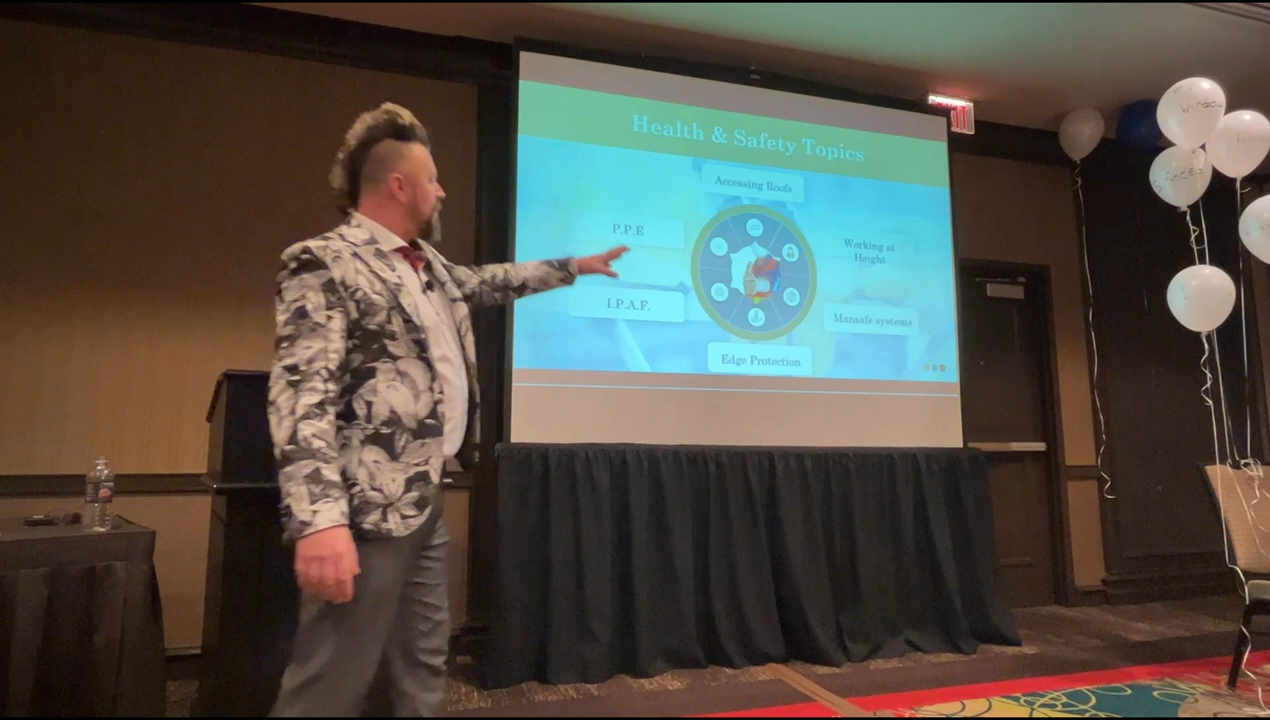 Health & Safety Topics
Accessing Roofs
P.P.E
Working at
Height
I.P.A.F.
Mansafe systems
Edge Protection